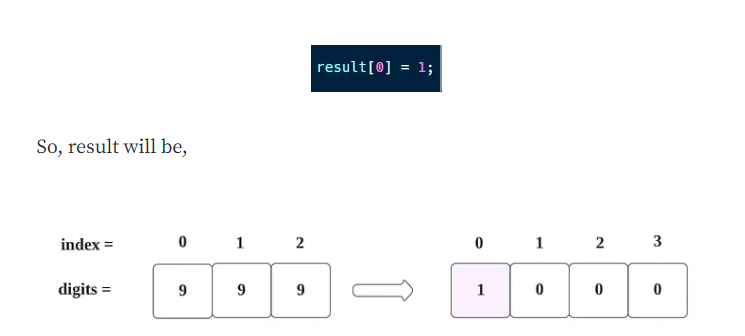 result[0] = 1;
So, result will be,
index = 0 1 2 0 1 2 3
digits = 9 9 9 1 0 0 0